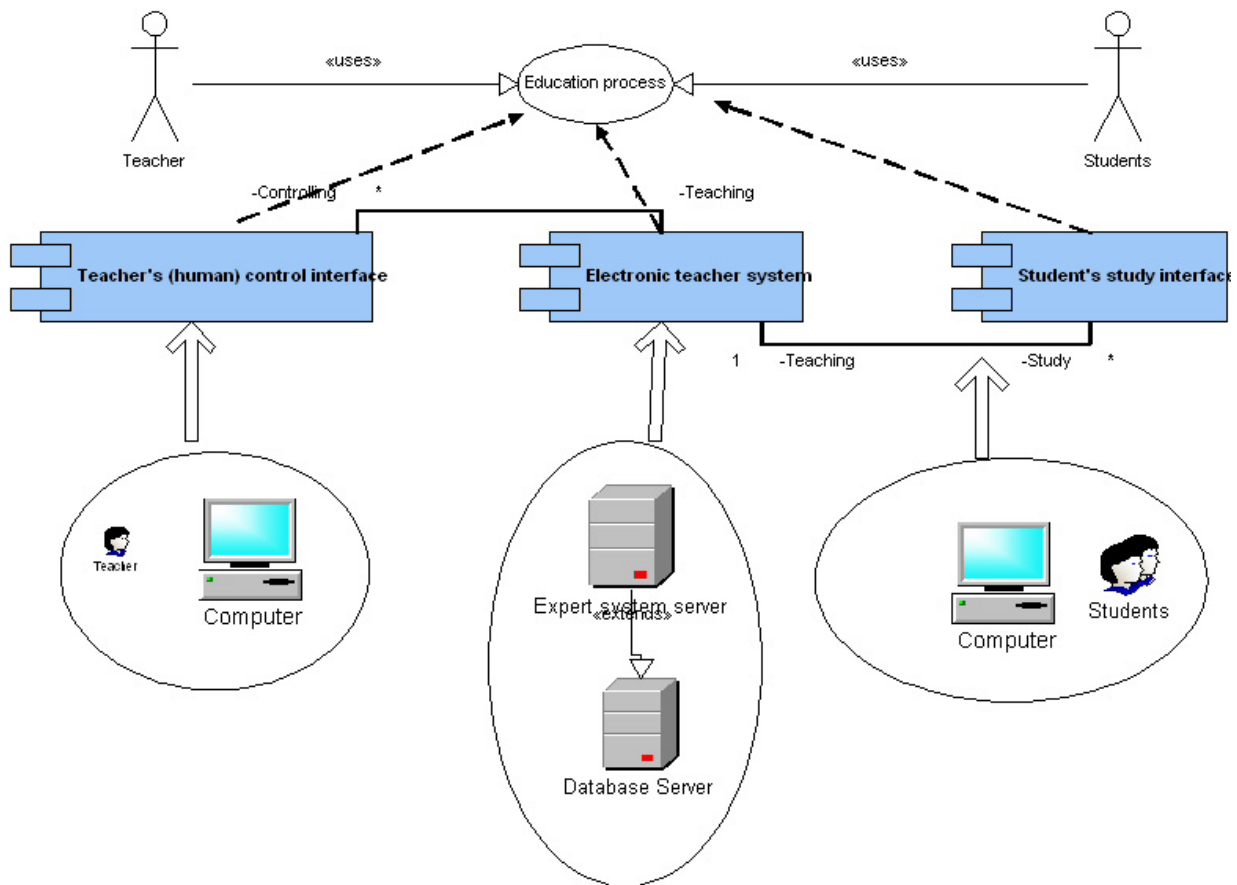 «uses»
«uses»
Education process
Teacher
Students
-Controlling
*
-Teaching
Teacher's (human) control interface
Electronic teacher system
Student's study interface
1
-Teaching
-Study
*
Teacher
Computer
Expert system server
«extends»
Database Server
Computer
Students